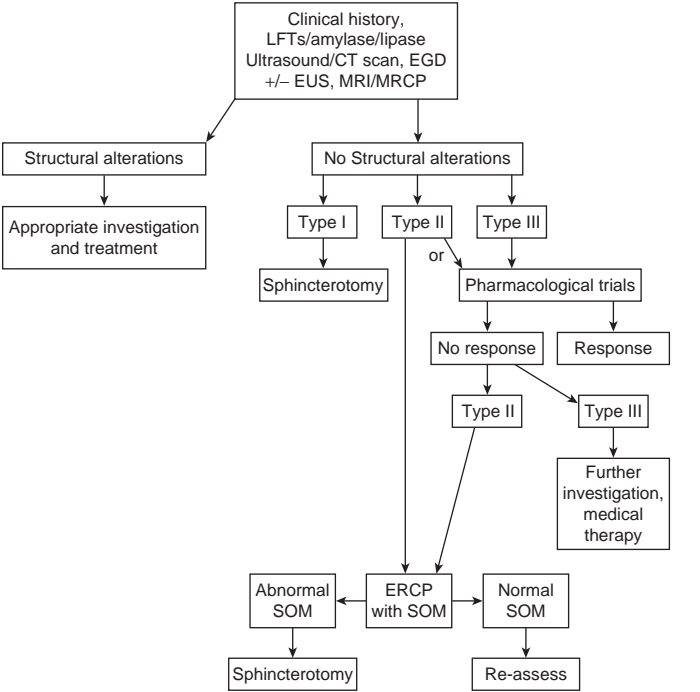 Clinical history,
LFTs/amylase/lipase
Ultrasound/CT scan, EGD
+/− EUS, MRI/MRCP
Structural alterations
No Structural alterations
Appropriate investigation
and treatment
Type I
Type II
Type III
or
Sphincterotomy
Pharmacological trials
No response
Response
Type II
Type III
Further
investigation,
medical
therapy
Abnormal
SOM
ERCP
with SOM
Normal
SOM
Sphincterotomy
Re-assess